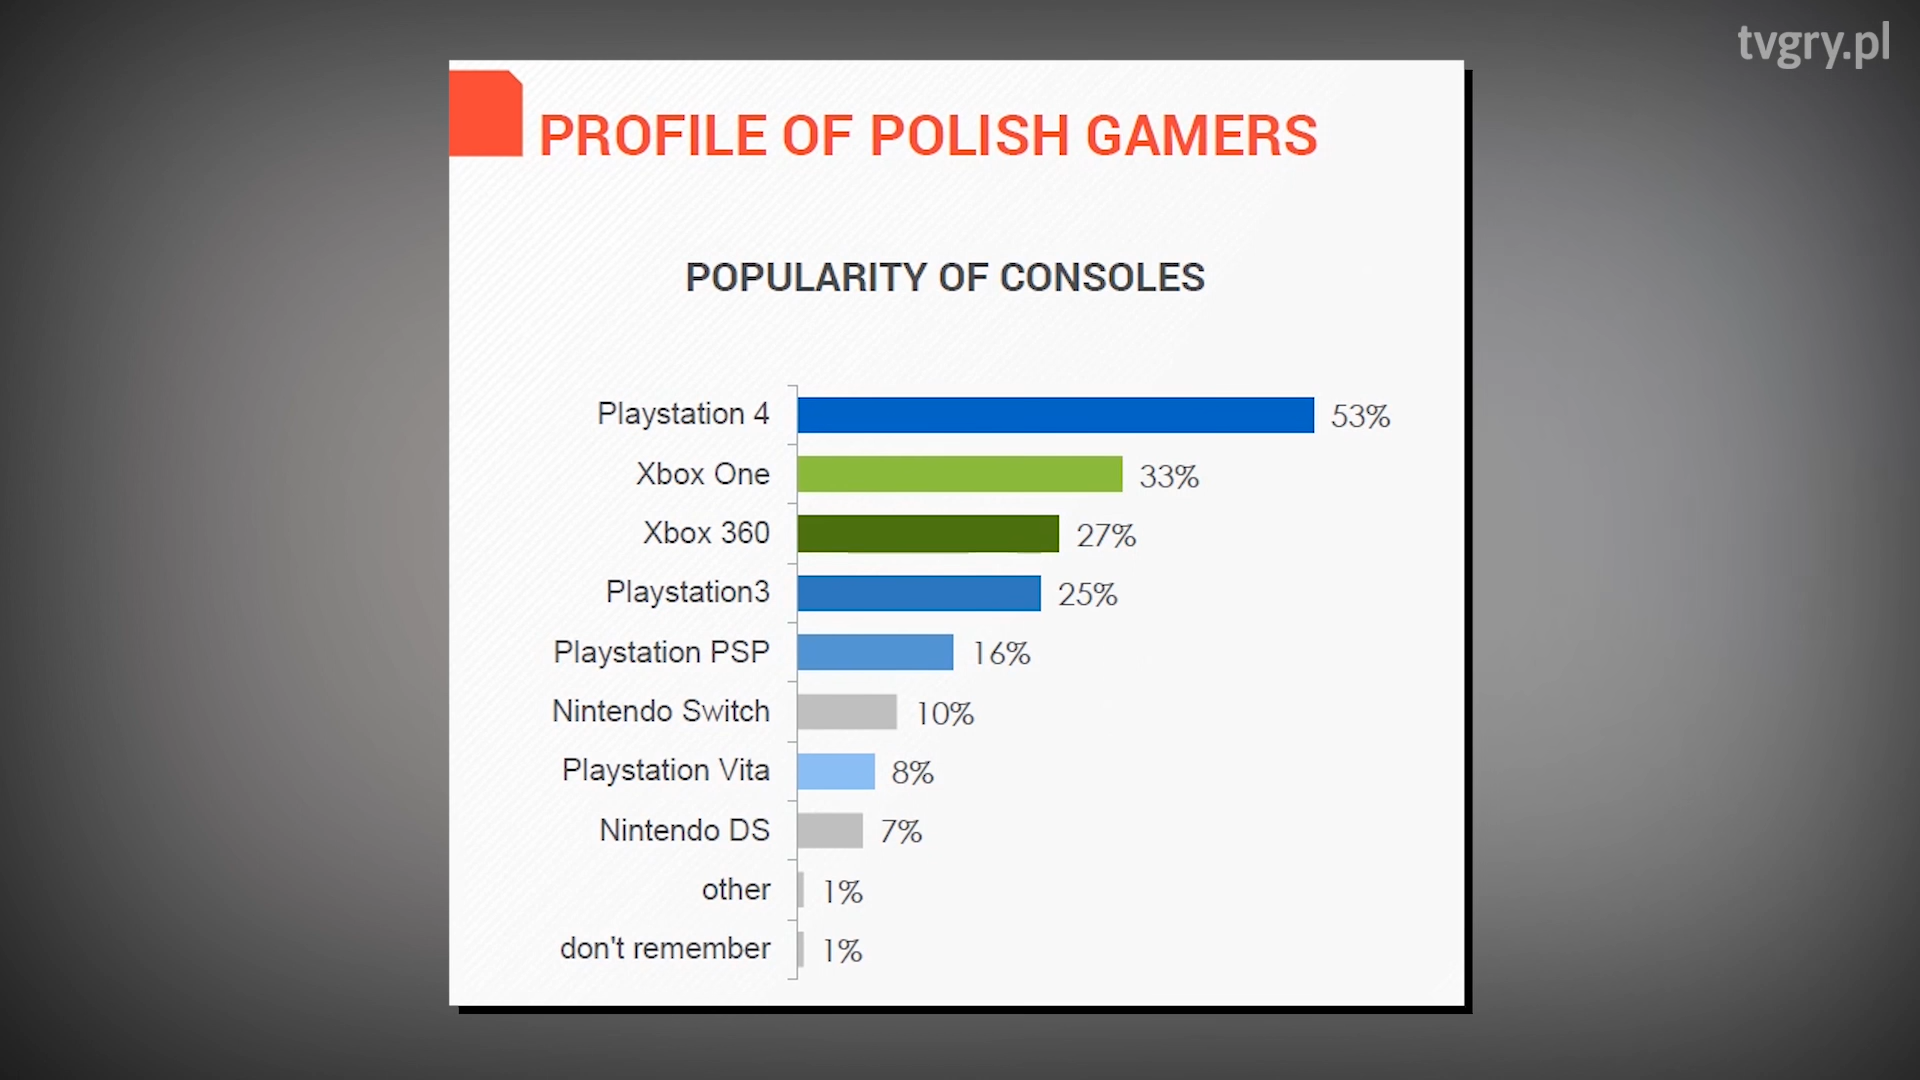 tvgry.pl
PROFILE OF POLISH GAMERS
POPULARITY OF CONSOLES
Playstation 4 53%
Xbox One 33%
Xbox 360 27%
Playstation3 25%
Playstation PSP 16%
Nintendo Switch 10%
Playstation Vita 8%
Nintendo DS 7%
other 1%
don't remember 1%